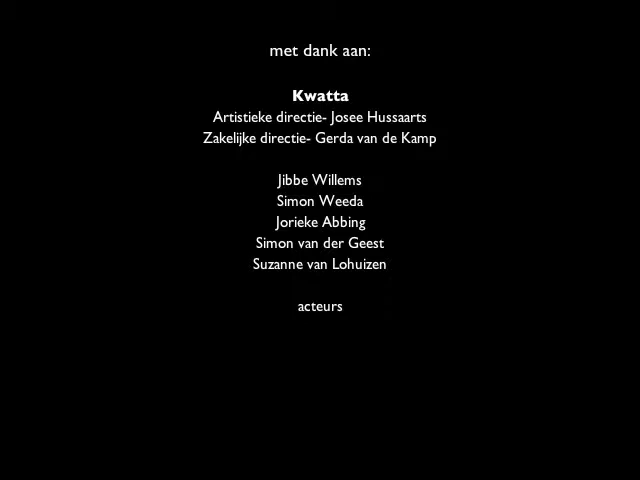 met dank aan:
Kwatta
Artistieke directie- Josee Hussaarts
Zakelijke directie- Gerda van de Kamp
Jibbe Willems
Simon Weeda
Jorieke Abbing
Simon van der Geest
Suzanne van Lohuizen
acteurs